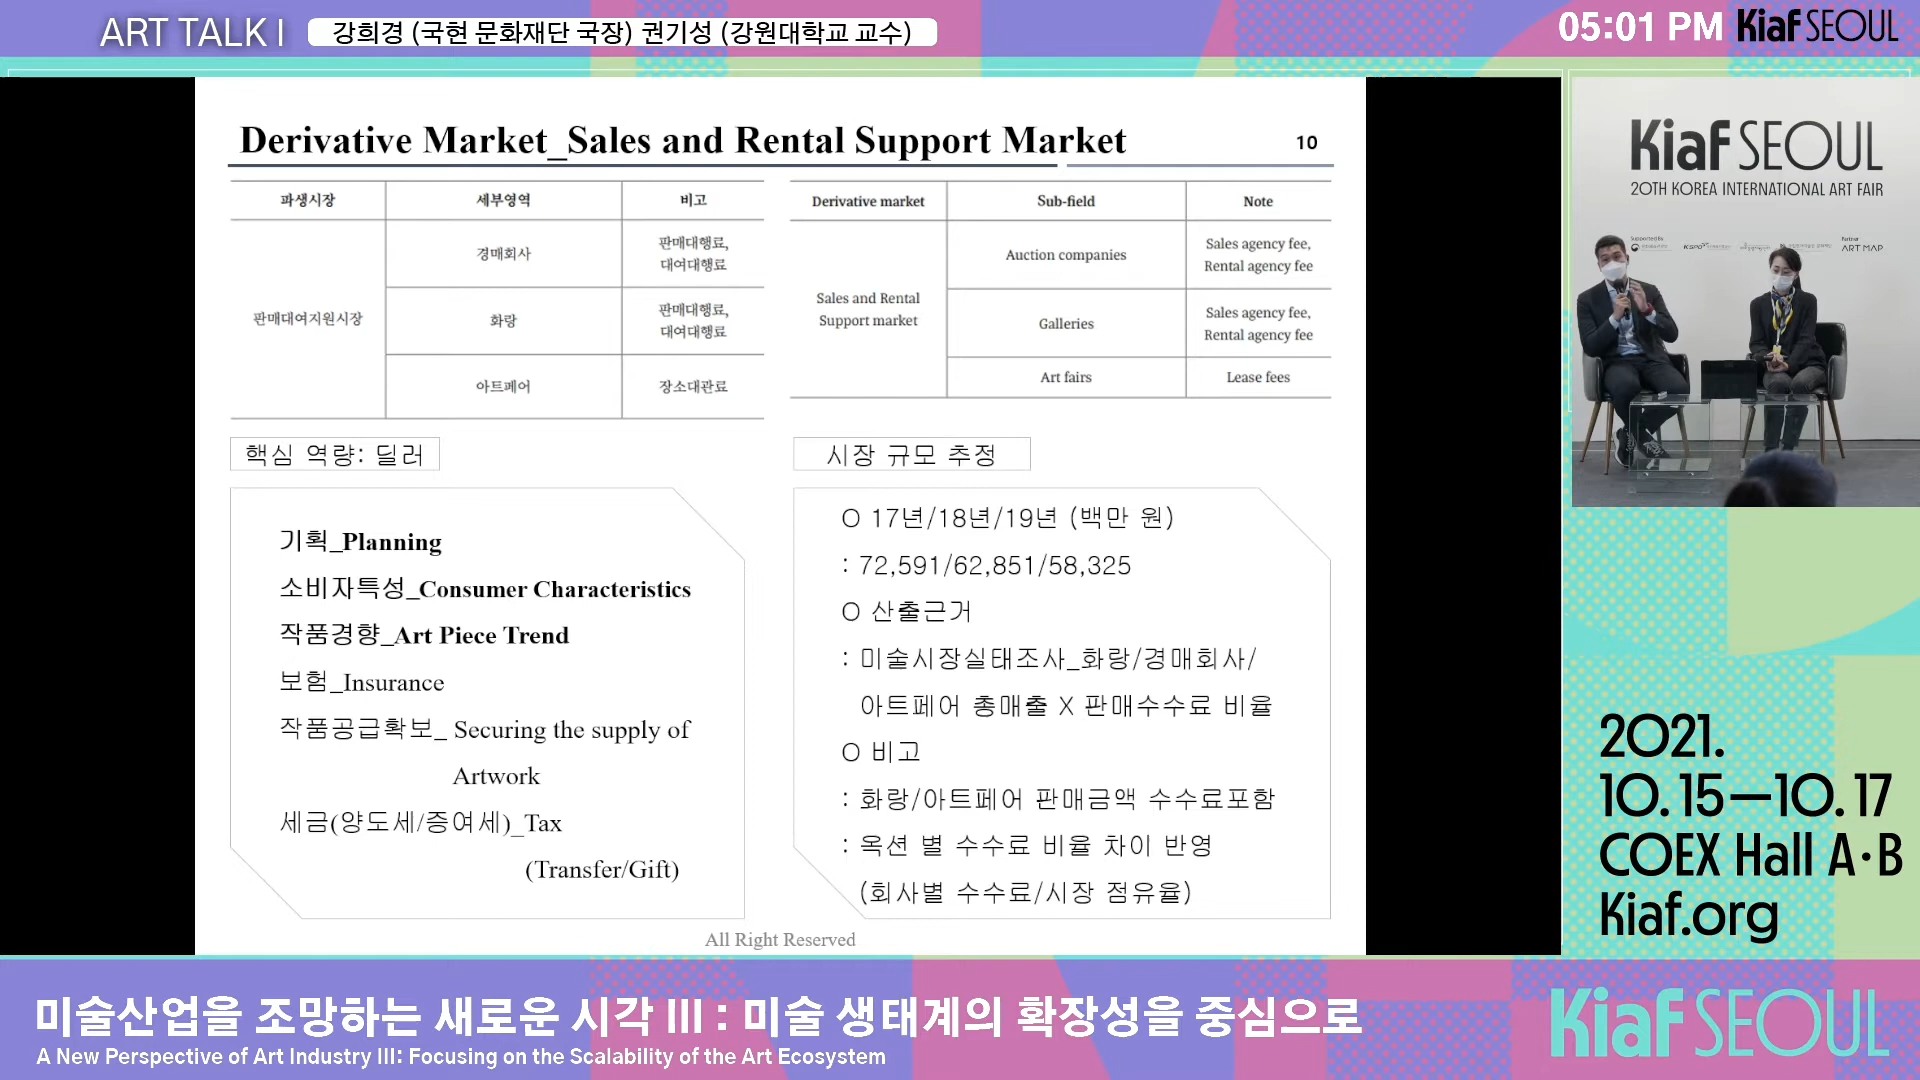 ART TALK I
강희경 (국현 문화재단 국장) 권기성 (강원대학교 교수)
05:01 PM Kiaf SEOUL
Derivative Market_Sales and Rental Support Market
10
파생시장 세부영역 비고
판매대여지원시장
경매회사
판매대행료,
대여대행료
화랑
판매대행료,
대여대행료
아트페어
장소대관료
Derivative market Sub-field Note
Sales and Rental
Support market
Auction companies
Sales agency fee,
Rental agency fee
Galleries
Sales agency fee,
Rental agency fee
Art fairs
Lease fees
핵심 역량: 딜러
기획_Planning
소비자특성_Consumer Characteristics
작품경향_Art Piece Trend
보험_Insurance
작품공급확보_ Securing the supply of
Artwork
세금(양도세/증여세)_Tax
(Transfer/Gift)
시장 규모 추정
O 17년/18년/19년 (백만 원)
: 72,591/62,851/58,325
O 산출근거
: 미술시장실태조사_화랑/경매회사/
아트페어 총매출 X 판매수수료 비율
O 비고
: 화랑/아트페어 판매금액 수수료포함
: 옥션 별 수수료 비율 차이 반영
(회사별 수수료/시장 점유율)
All Right Reserved
Kiaf SEOUL
20TH KOREA INTERNATIONAL ART FAIR
Supported By
KSPO
Partner
ART MAP
2021.
10.15—10.17
COEX Hall A·B
Kiaf.org
미술산업을 조망하는 새로운 시각 III : 미술 생태계의 확장성을 중심으로
A New Perspective of Art Industry III: Focusing on the Scalability of the Art Ecosystem
Kiaf SEOUL